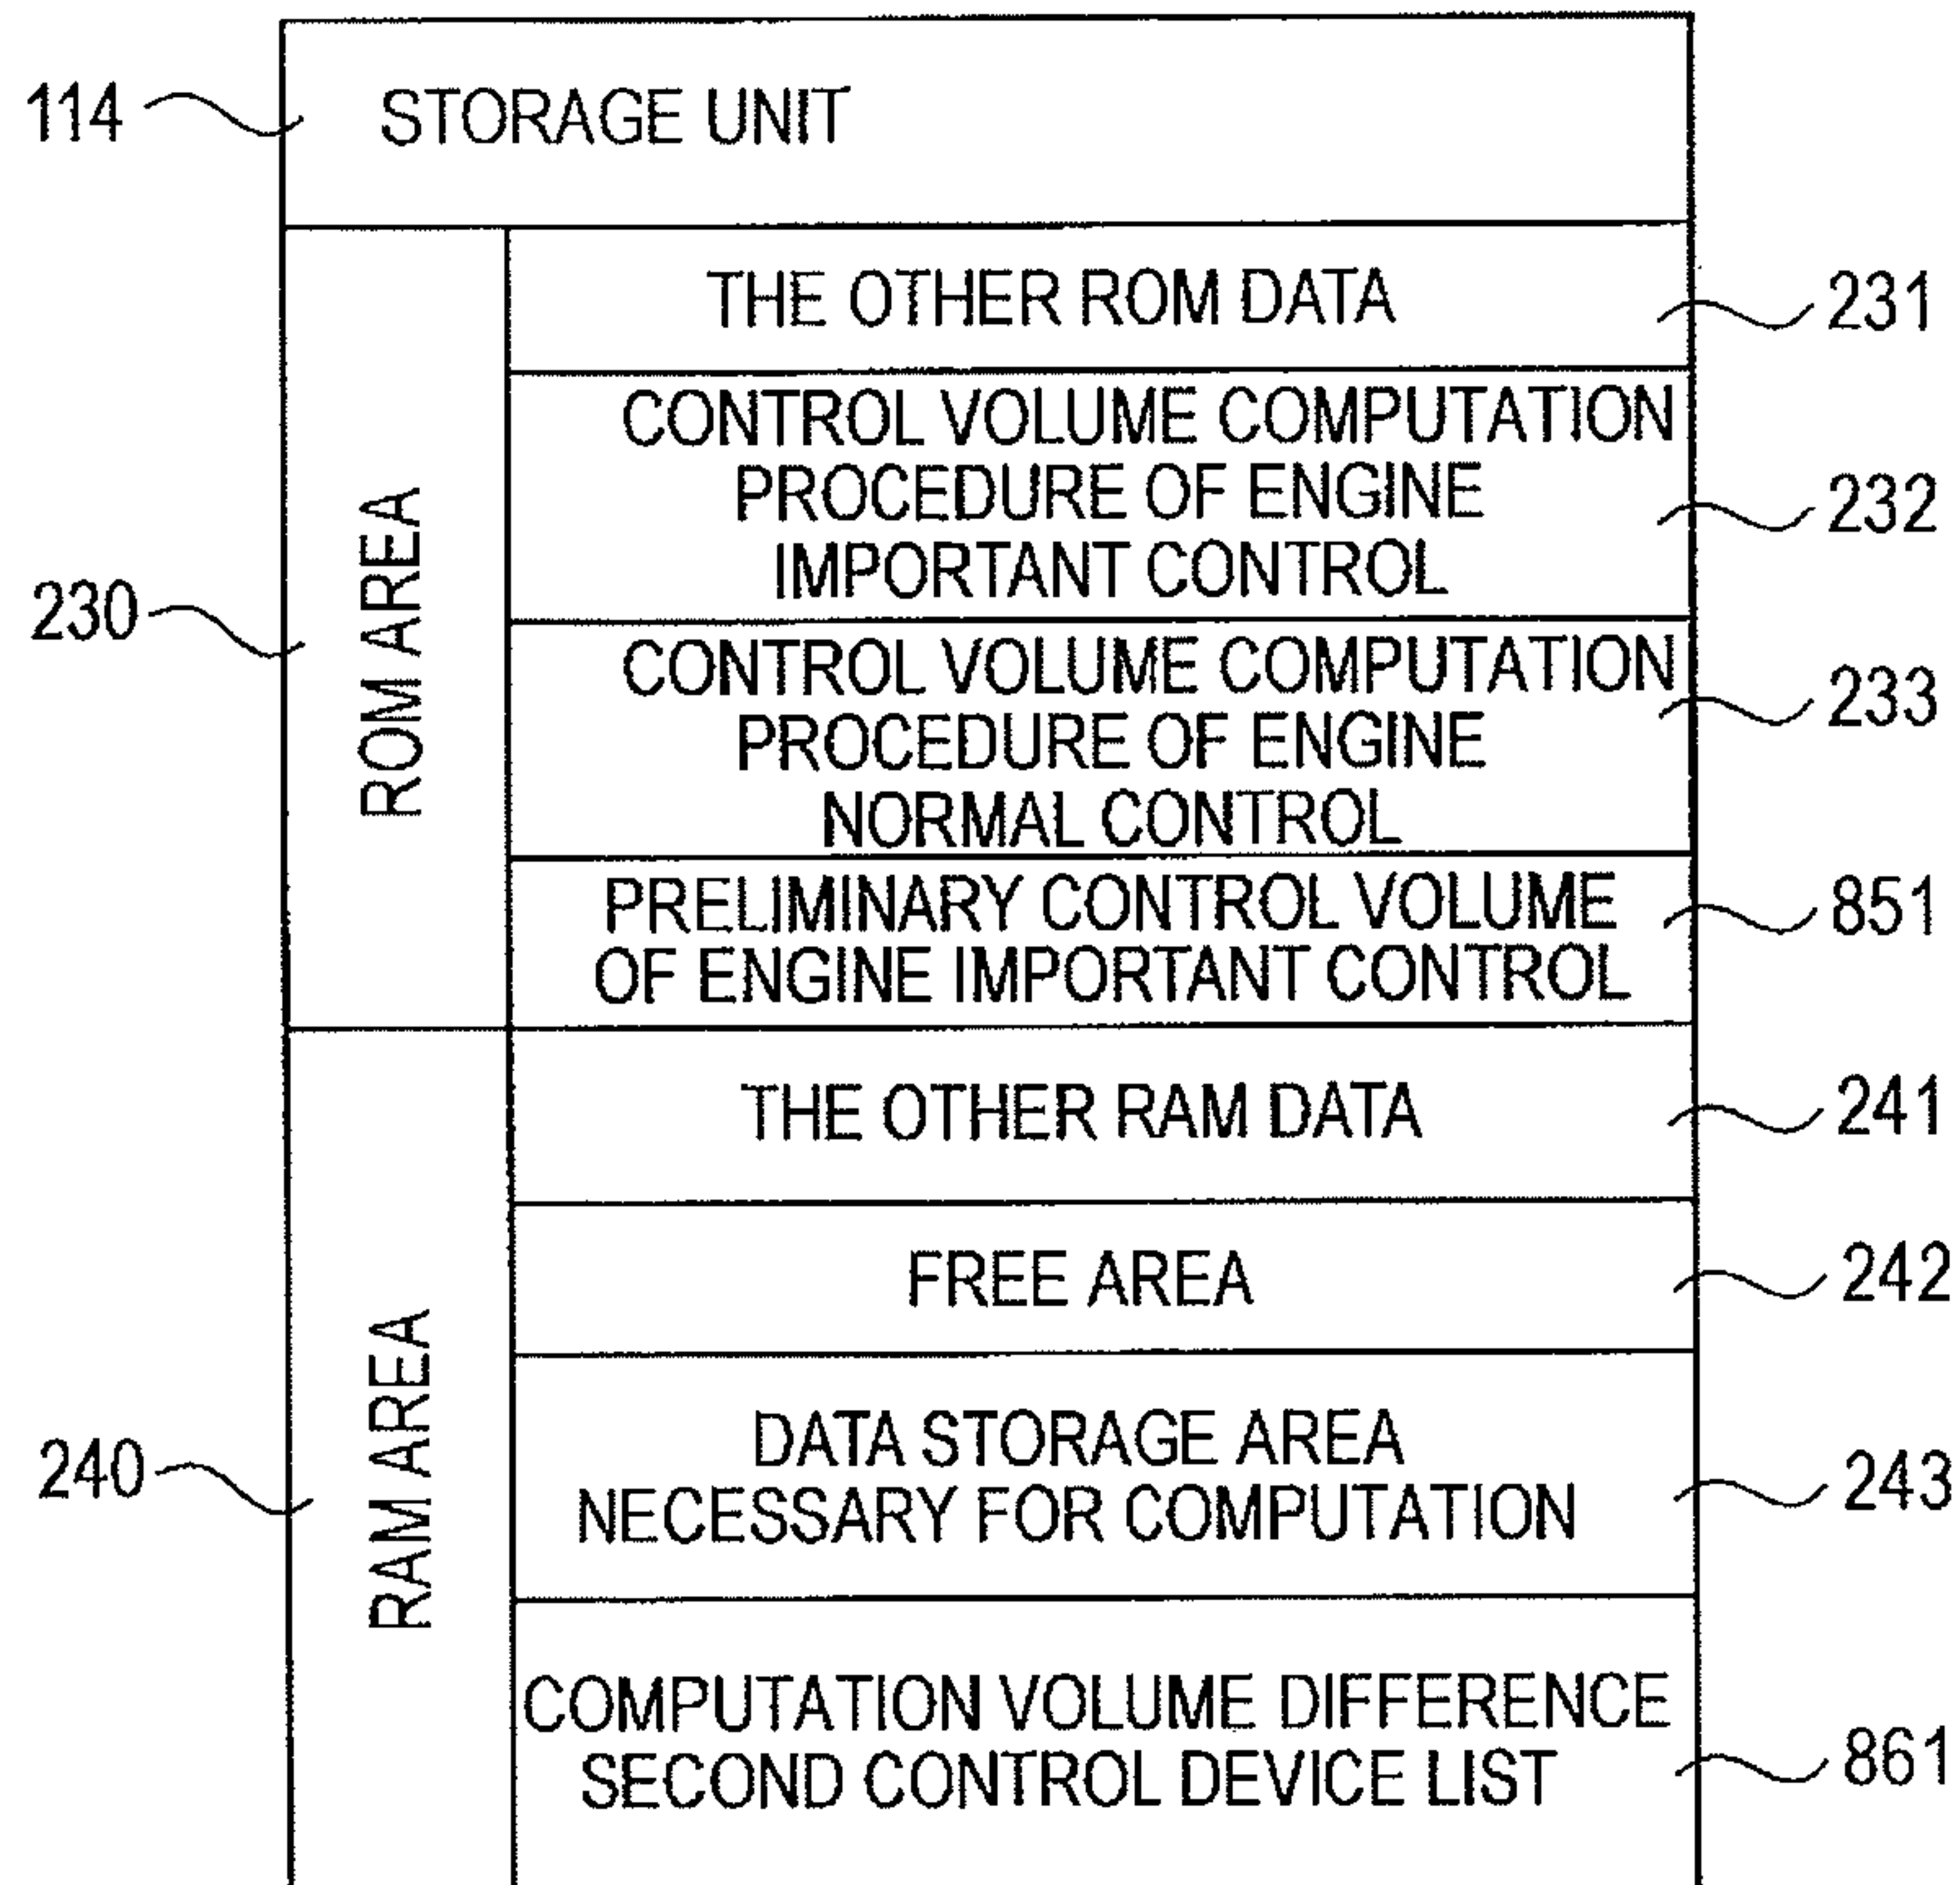 114
STORAGE UNIT
230
ROM AREA
THE OTHER ROM DATA
231
CONTROL VOLUME COMPUTATION
PROCEDURE OF ENGINE
IMPORTANT CONTROL
232
CONTROL VOLUME COMPUTATION
PROCEDURE OF ENGINE
NORMAL CONTROL
233
PRELIMINARY CONTROL VOLUME
OF ENGINE IMPORTANT CONTROL
851
240
RAM AREA
THE OTHER RAM DATA
241
FREE AREA
242
DATA STORAGE AREA
NECESSARY FOR COMPUTATION
243
COMPUTATION VOLUME DIFFERENCE
SECOND CONTROL DEVICE LIST
861